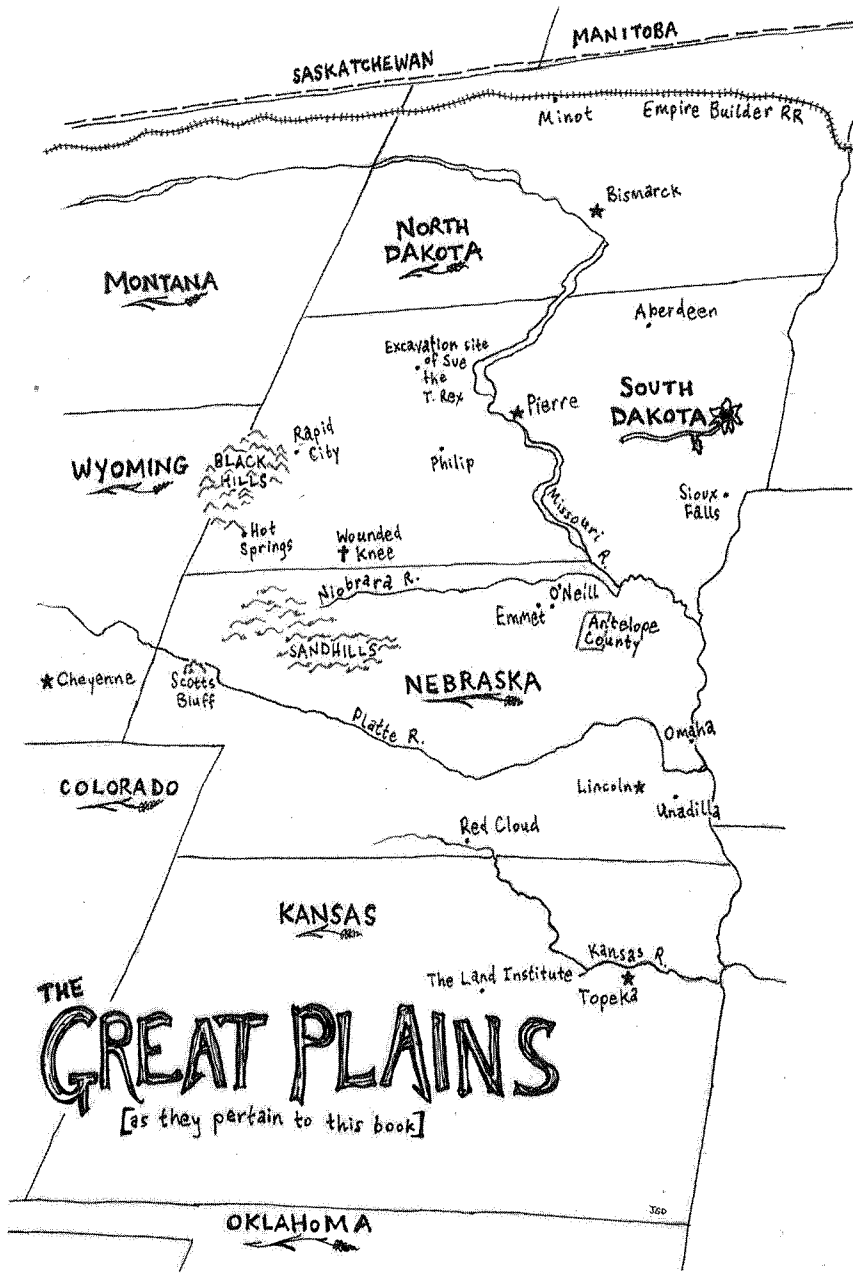 MANITOBA
SASKATCHEWAN
Minot
Empire Builder RR
Bismarck
NORTH
DAKOTA
MONTANA
Aberdeen
Excavation site
of Sue
the
T. Rex
SOUTH
DAKOTA
Pierre
Rapid
City
WYOMING
BLACK
HILLS
Philip
Sioux
Falls
Missouri R.
Hot
Springs
Wounded
Knee
Niobrara R.
O'Neill
Emmet
Antelope
County
SANDHILLS
Cheyenne
Scotts
Bluff
NEBRASKA
Platte R.
Omaha
COLORADO
Lincoln
Unadilla
Red Cloud
KANSAS
Kansas R.
The Land Institute
Topeka
THE
GREAT PLAINS
[as they pertain to this book]
JGD
OKLAHOMA